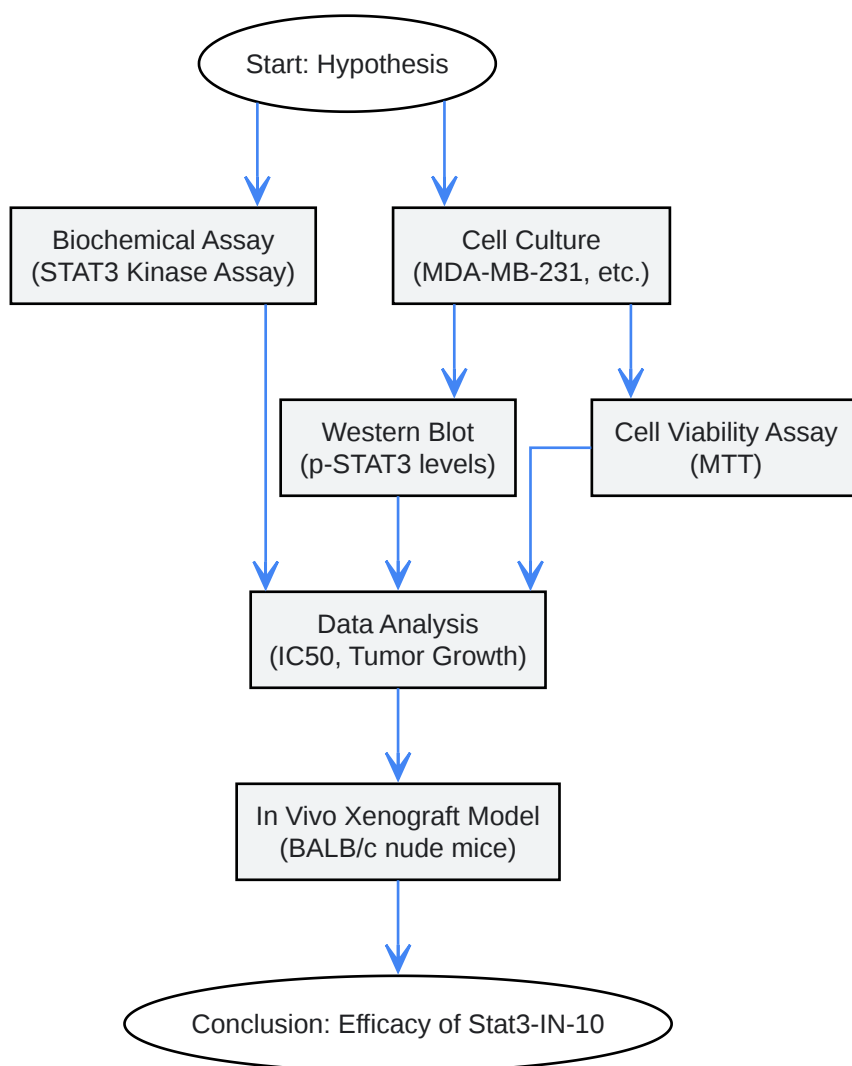 Start: Hypothesis
Biochemical Assay
(STAT3 Kinase Assay)
Cell Culture
(MDA-MB-231, etc.)
Western Blot
(p-STAT3 levels)
Cell Viability Assay
(MTT)
Data Analysis
(IC50, Tumor Growth)
In Vivo Xenograft Model
(BALB/c nude mice)
Conclusion: Efficacy of Stat3-IN-10